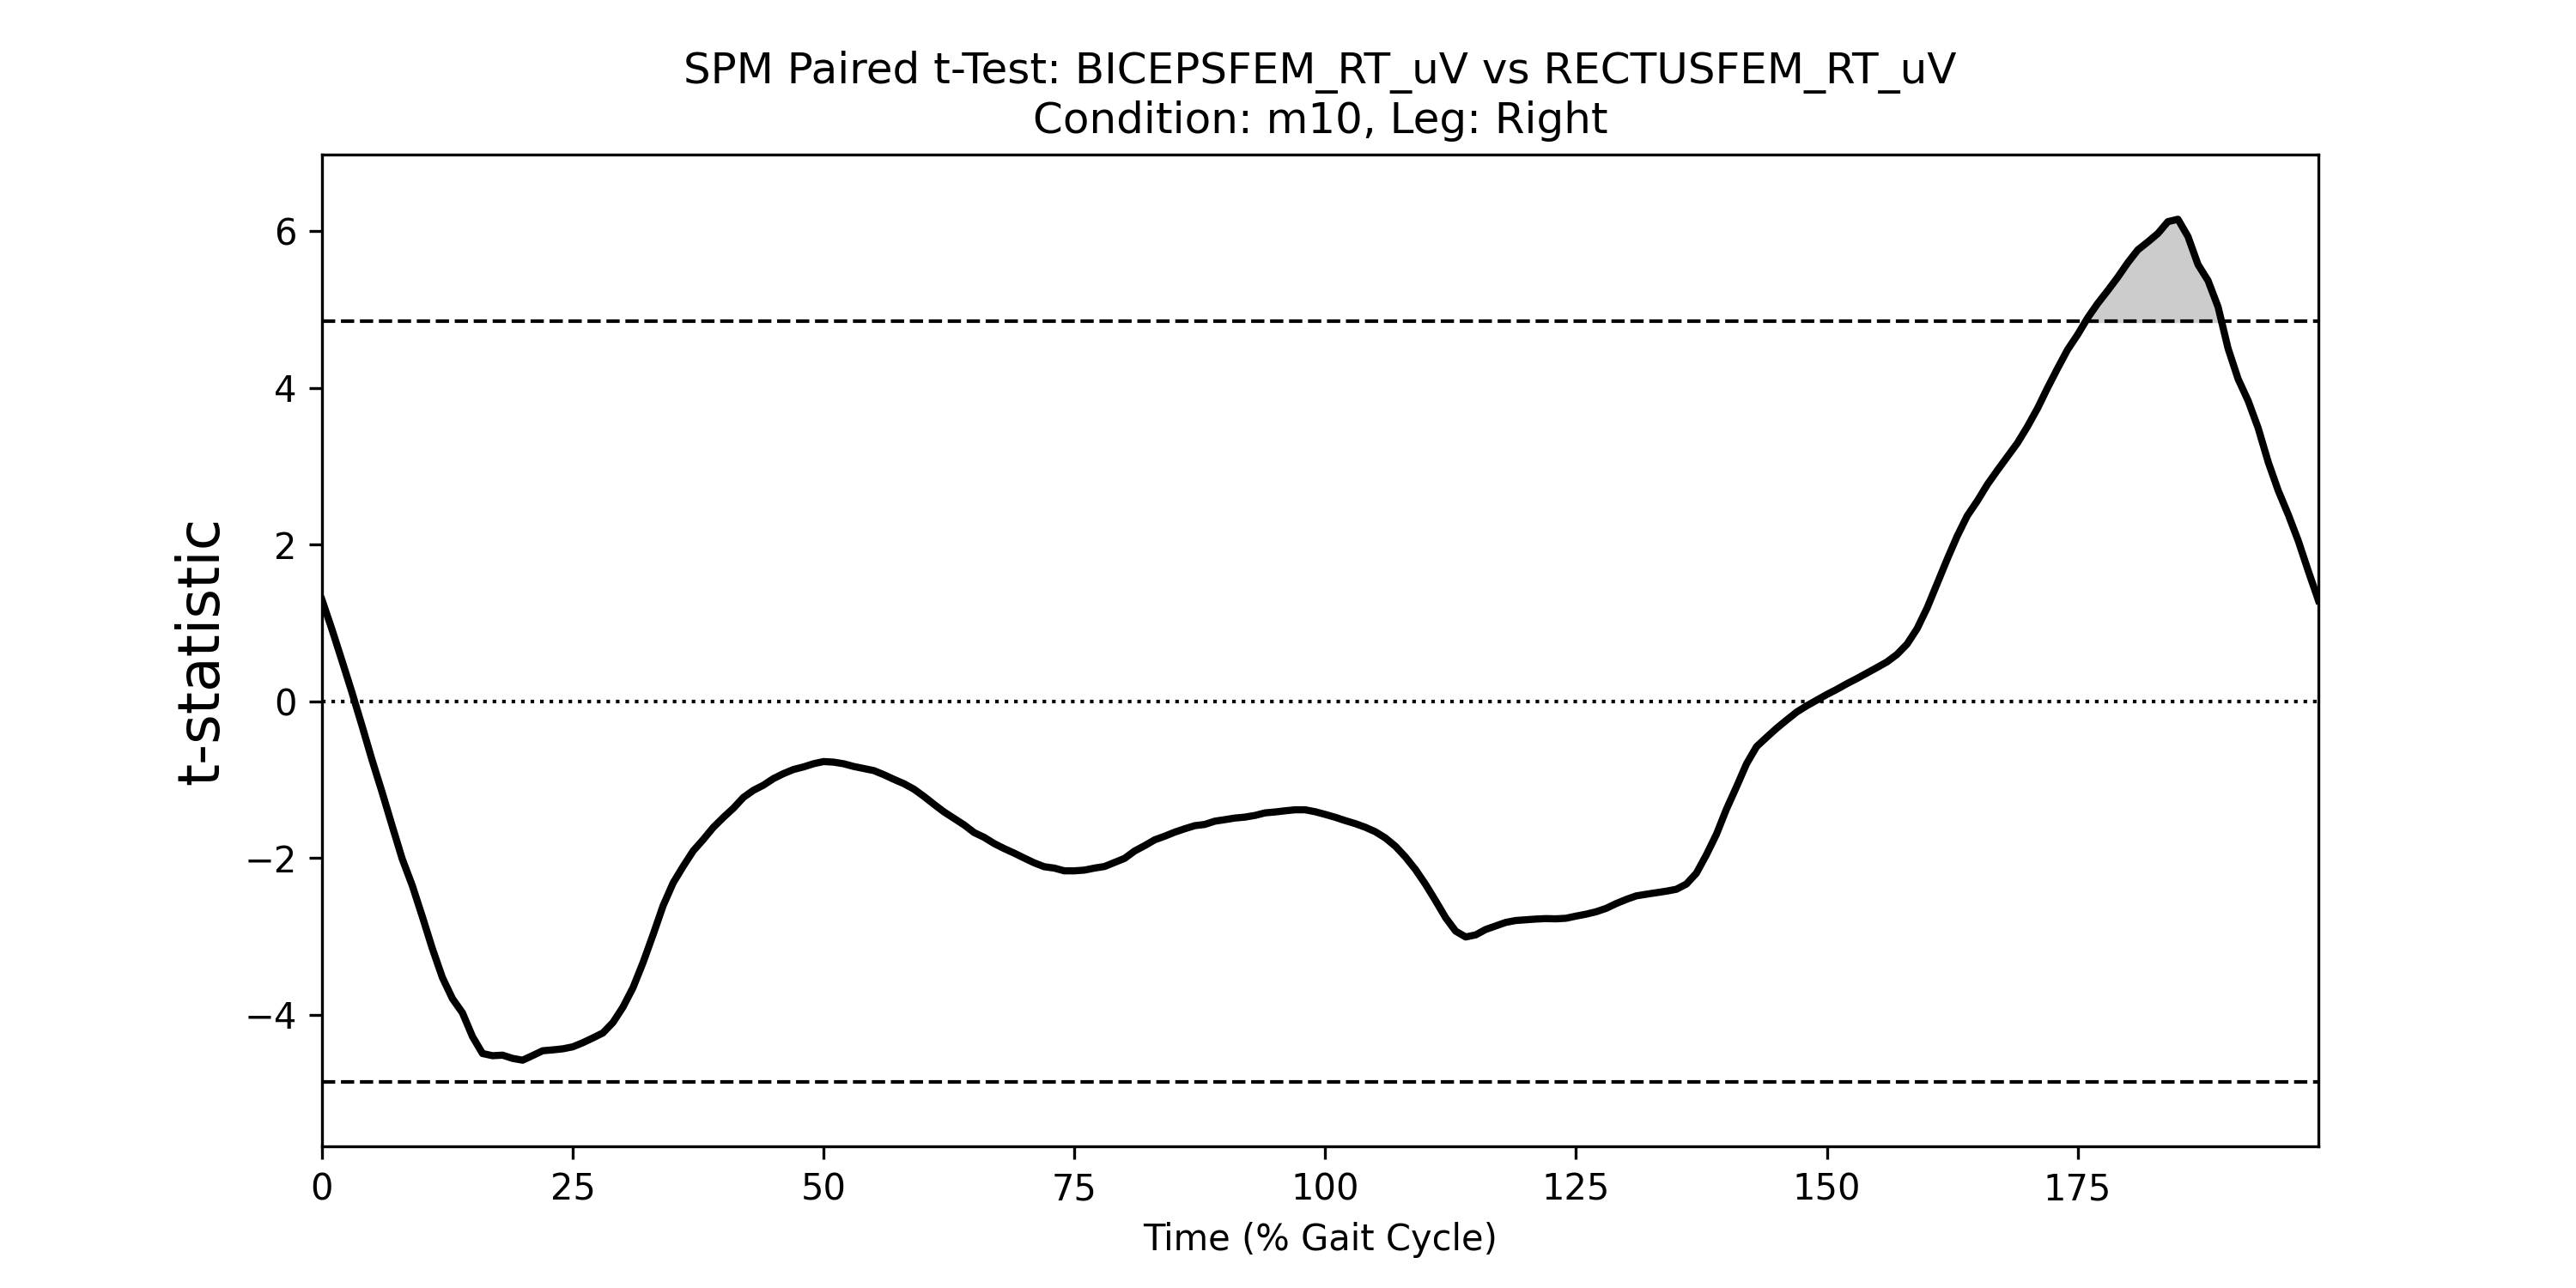 SPM Paired t-Test: BICEPSFEM_RT_uV vs RECTUSFEM_RT_uV
Condition: m10, Leg: Right
t-statistic
6
4
2
0
−2
−4
0 25 50 75 100 125 150 175
Time (% Gait Cycle)